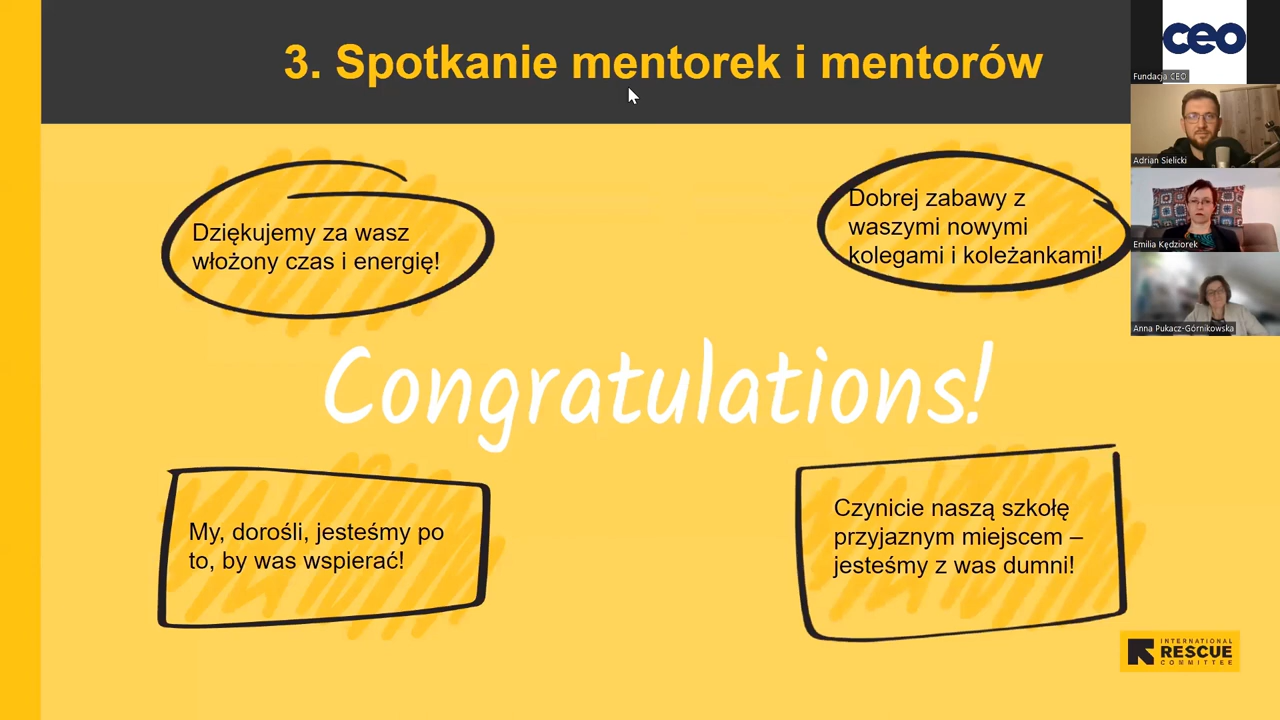 3. Spotkanie mentorek i mentorów
ceo
Fundacja CEO
Adrian Sielicki
Emilia Kędziorek
Anna Pukacz-Górnikowska
Dziękujemy za wasz
włożony czas i energię!
Dobrej zabawy z
waszymi nowymi
kolegami i koleżankami!
Congratulations!
My, dorośli, jesteśmy po
to, by was wspierać!
Czynicie naszą szkołę
przyjaznym miejscem –
jesteśmy z was dumni!
INTERNATIONAL
RESCUE
COMMITTEE